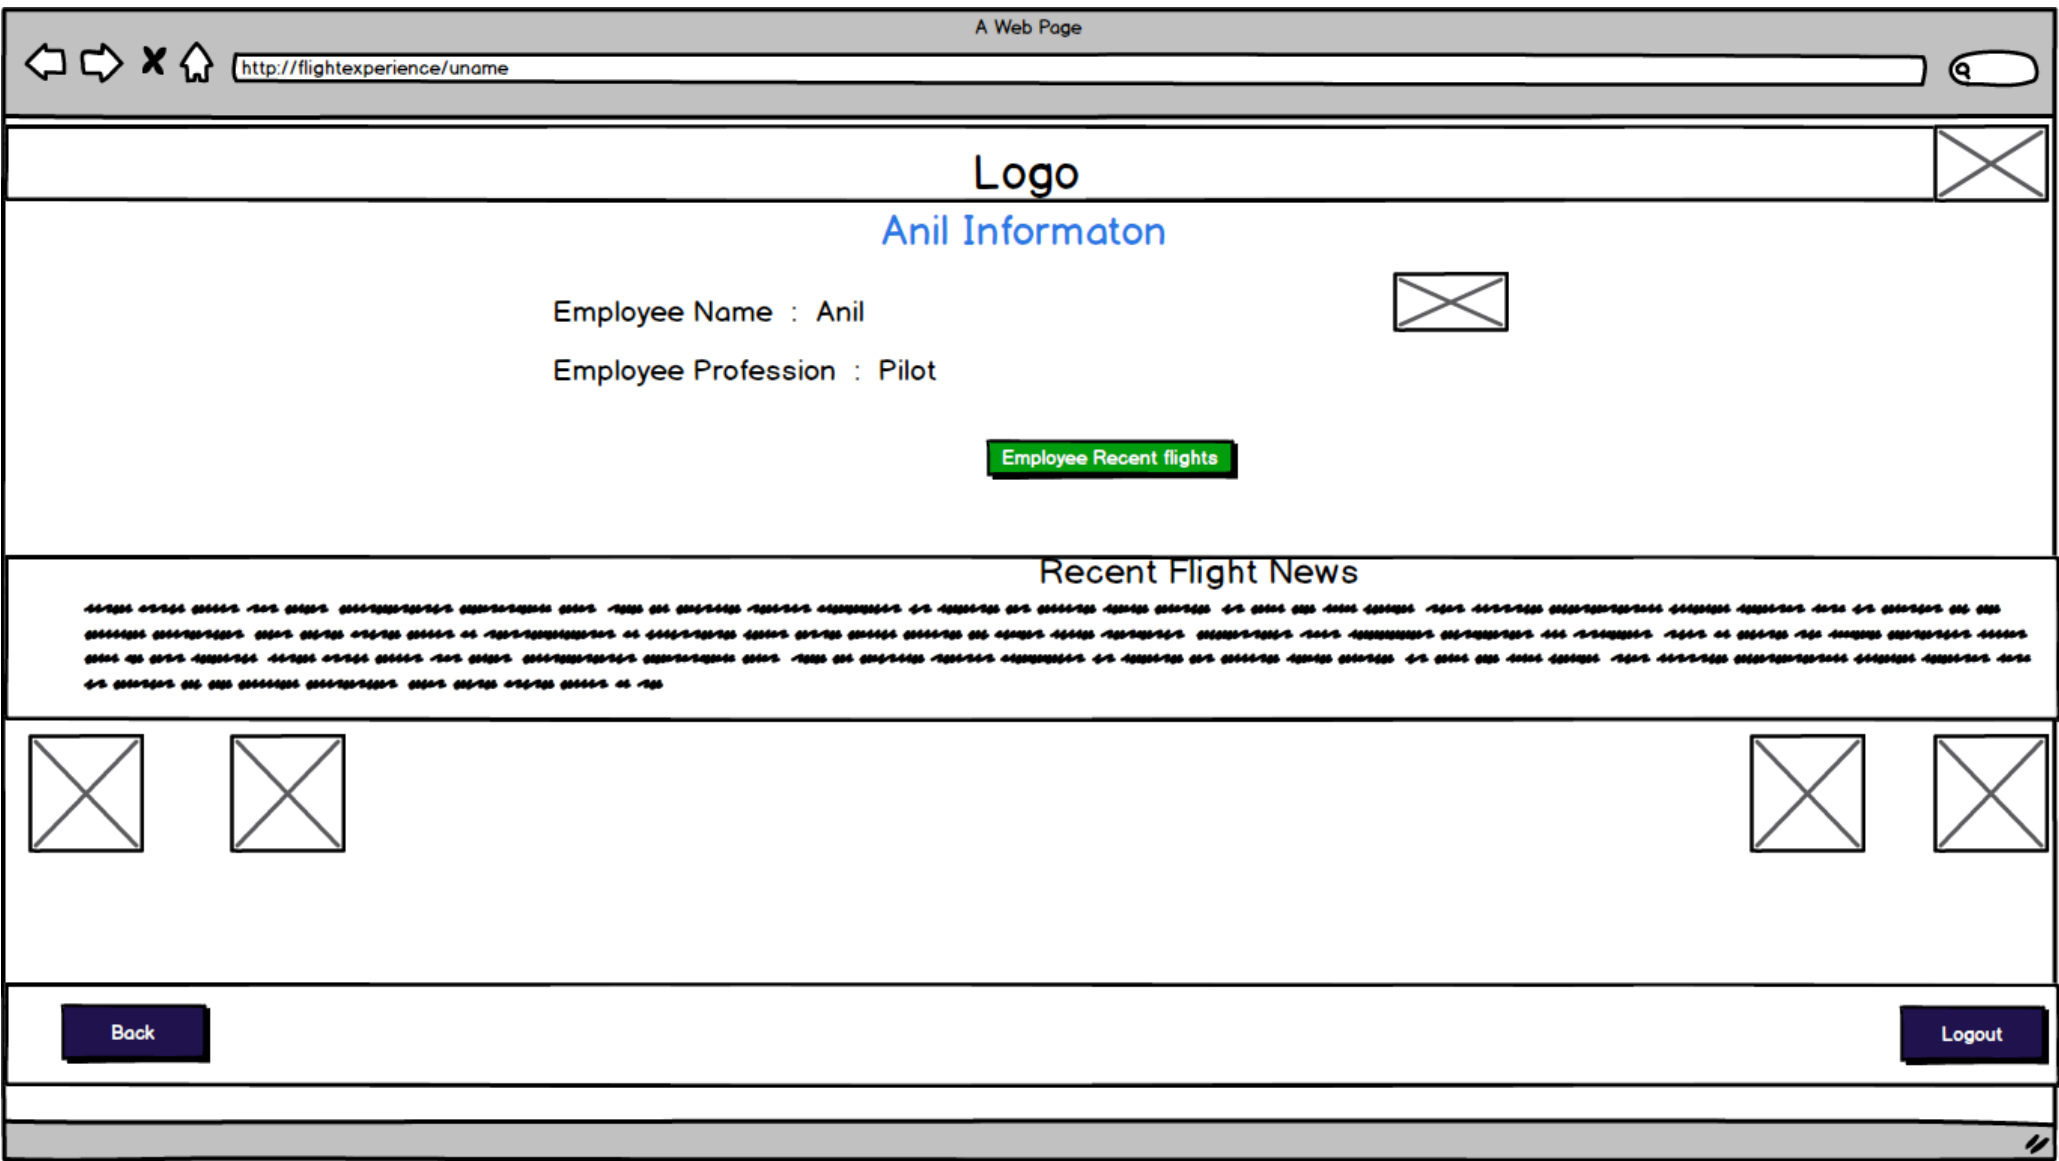 A Web Page
http://flightexperience/uname
Logo
Anil Informaton
Employee Name : Anil
Employee Profession : Pilot
Employee Recent flights
Recent Flight News
Back
Logout